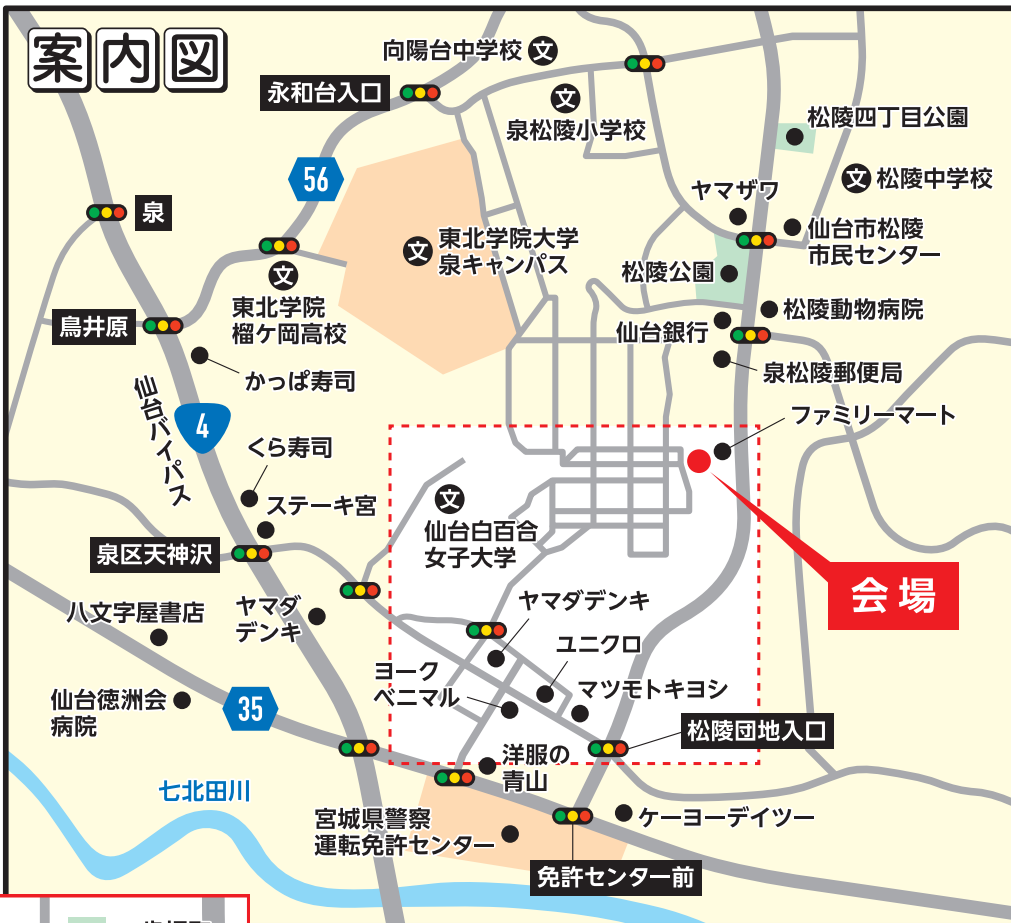 案内図
向陽台中学校 文
永和台入口
文
泉松陵小学校
松陵四丁目公園
56
文 松陵中学校
ヤマザワ
泉
文 東北学院大学
泉キャンパス
仙台市松陵
市民センター
文
東北学院
榴ケ岡高校
松陵公園
鳥井原
松陵動物病院
仙台銀行
かっぱ寿司
泉松陵郵便局
仙台バイパス
4
ファミリーマート
くら寿司
ステーキ宮
文
仙台白百合
女子大学
泉区天神沢
会場
八文字屋書店
ヤマダ
デンキ
ヤマダデンキ
ユニクロ
ヨーク
ベニマル
マツモトキヨシ
仙台徳洲会
病院
35
松陵団地入口
洋服の
青山
七北田川
宮城県警察
運転免許センター
ケーヨーデイツー
免許センター前